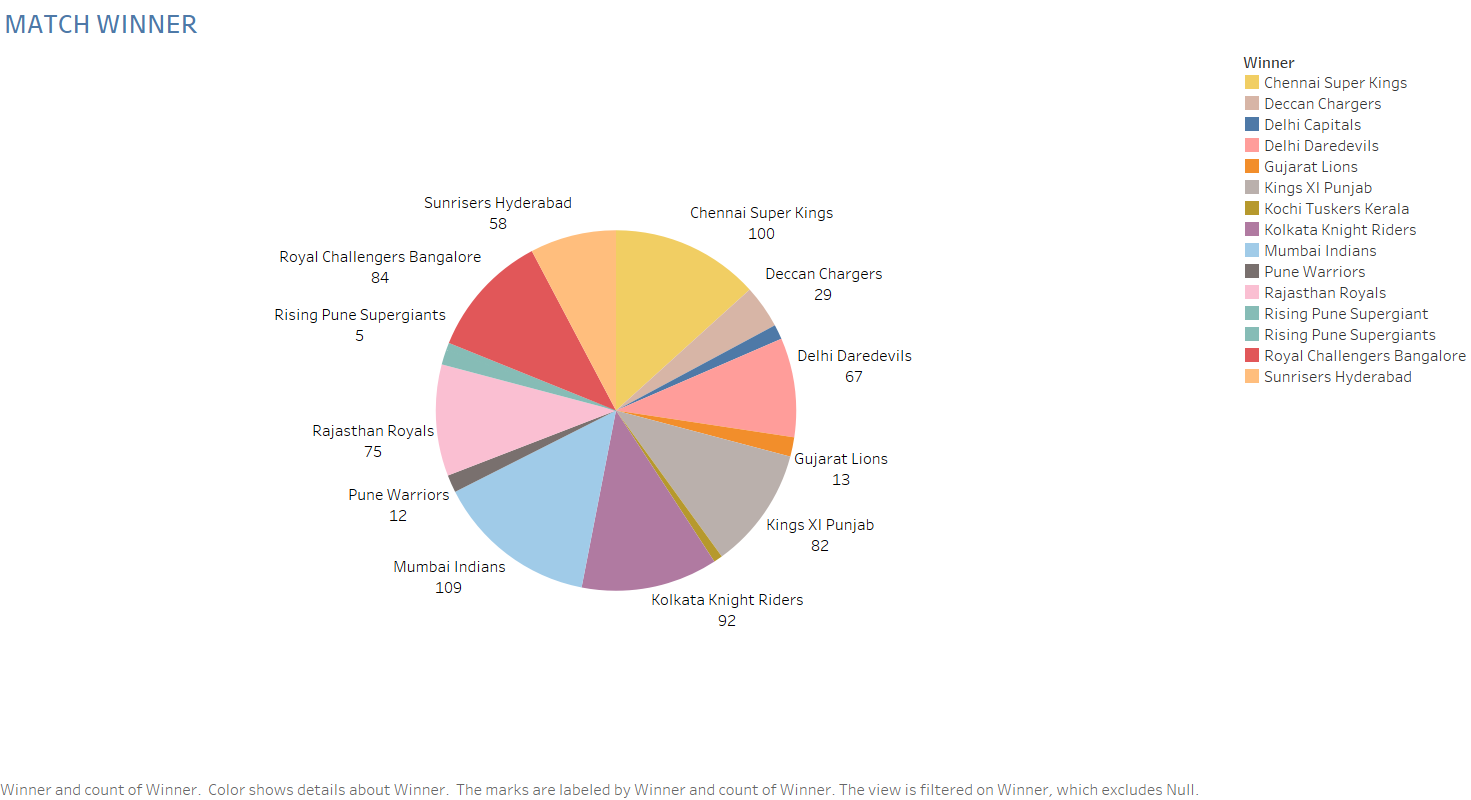 MATCH WINNER
Winner
Chennai Super Kings
Deccan Chargers
Delhi Capitals
Delhi Daredevils
Gujarat Lions
Kings XI Punjab
Kochi Tuskers Kerala
Kolkata Knight Riders
Mumbai Indians
Pune Warriors
Rajasthan Royals
Rising Pune Supergiant
Rising Pune Supergiants
Royal Challengers Bangalore
Sunrisers Hyderabad
Sunrisers Hyderabad
58
Chennai Super Kings
100
Royal Challengers Bangalore
84
Deccan Chargers
29
Rising Pune Supergiants
5
Delhi Daredevils
67
Rajasthan Royals
75
Gujarat Lions
13
Pune Warriors
12
Kings XI Punjab
82
Mumbai Indians
109
Kolkata Knight Riders
92
Winner and count of Winner.  Color shows details about Winner.  The marks are labeled by Winner and count of Winner. The view is filtered on Winner, which excludes Null.